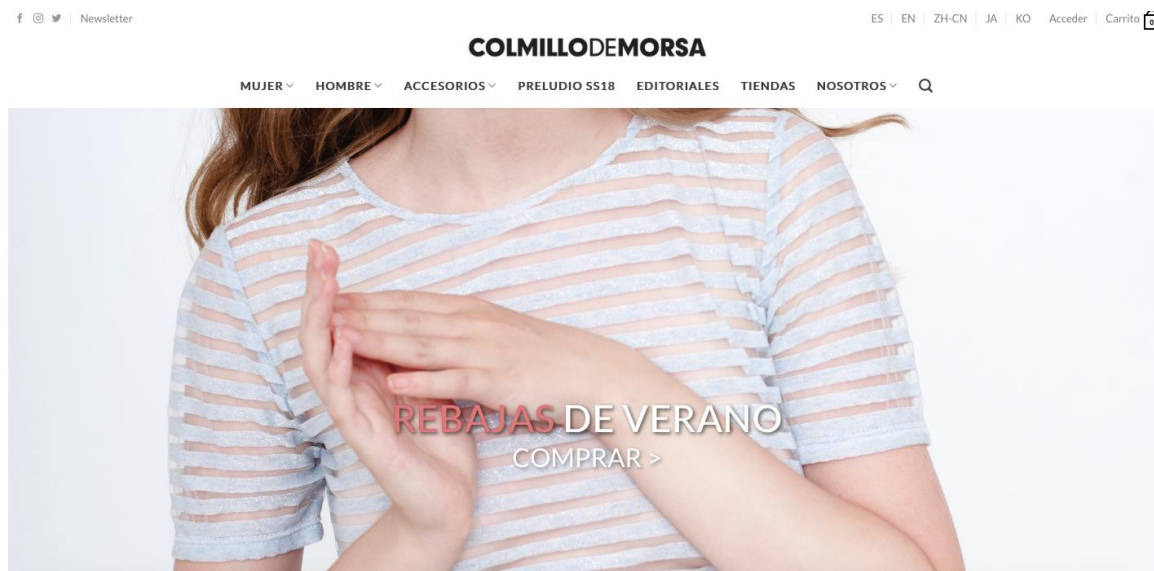 Newsletter
ES EN ZH-CN JA KO Acceder Carrito 0
COLMILLODEMORSA
MUJER HOMBRE ACCESORIOS PRELUDIO SS18 EDITORIALES TIENDAS NOSOTROS
REBAJAS DE VERANO
COMPRAR >